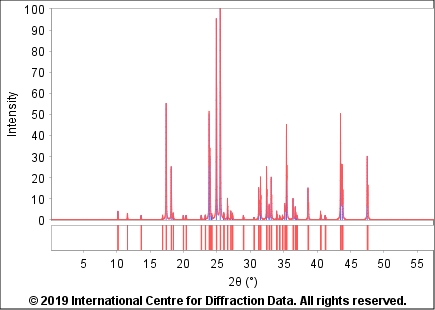 100
90
80
70
60
50
40
30
20
10
0
Intensity
5 10 15 20 25 30 35 40 45 50 55
2θ (°)
© 2019 International Centre for Diffraction Data. All rights reserved.